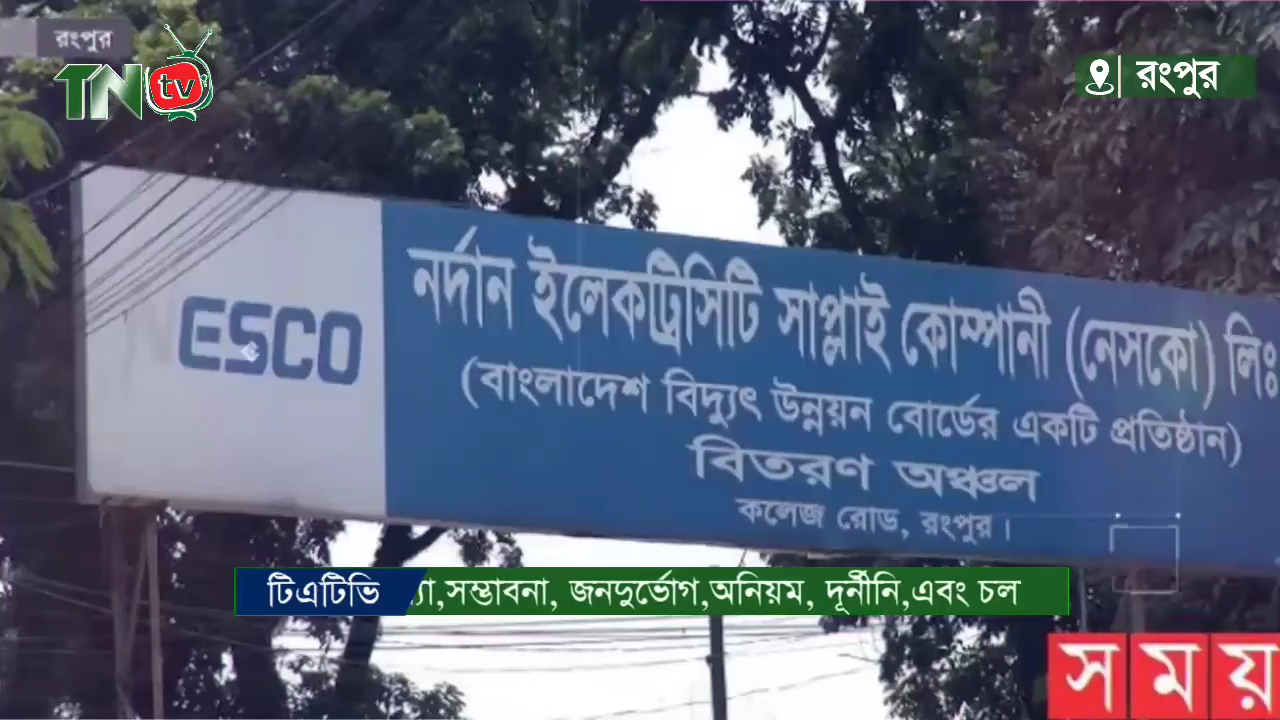 রংপুর
TN tv
রংপুর
NESCO
নর্দান ইলেকট্রিসিটি সাপ্লাই কোম্পানী (নেসকো) লিঃ
(বাংলাদেশ বিদ্যুৎ উন্নয়ন বোর্ডের একটি প্রতিষ্ঠান)
বিতরণ অঞ্চল
কলেজ রোড, রংপুর।
টিএটিভি
্যা,সম্ভাবনা, জনদুর্ভোগ,অনিয়ম, দূর্নীনি,এবং চল
সময়